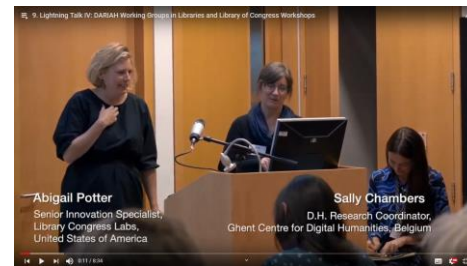 9. Lightning Talk IV: DARIAH Working Groups in Libraries and Library of Congress Workshops
Abigail Potter
Senior Innovation Specialist,
Library Congress Labs,
United States of America
Sally Chambers
D.H. Research Coordinator,
Ghent Centre for Digital Humanities, Belgium
0:11 / 8:34